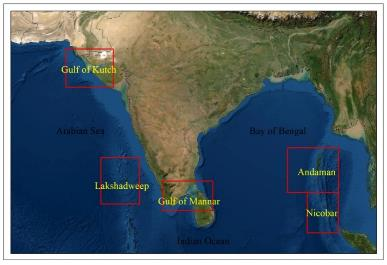 Gulf of Kutch
Arabian Sea
Bay of Bengal
Andaman
Lakshadweep
Gulf of Mannar
Nicobar
Indian Ocean